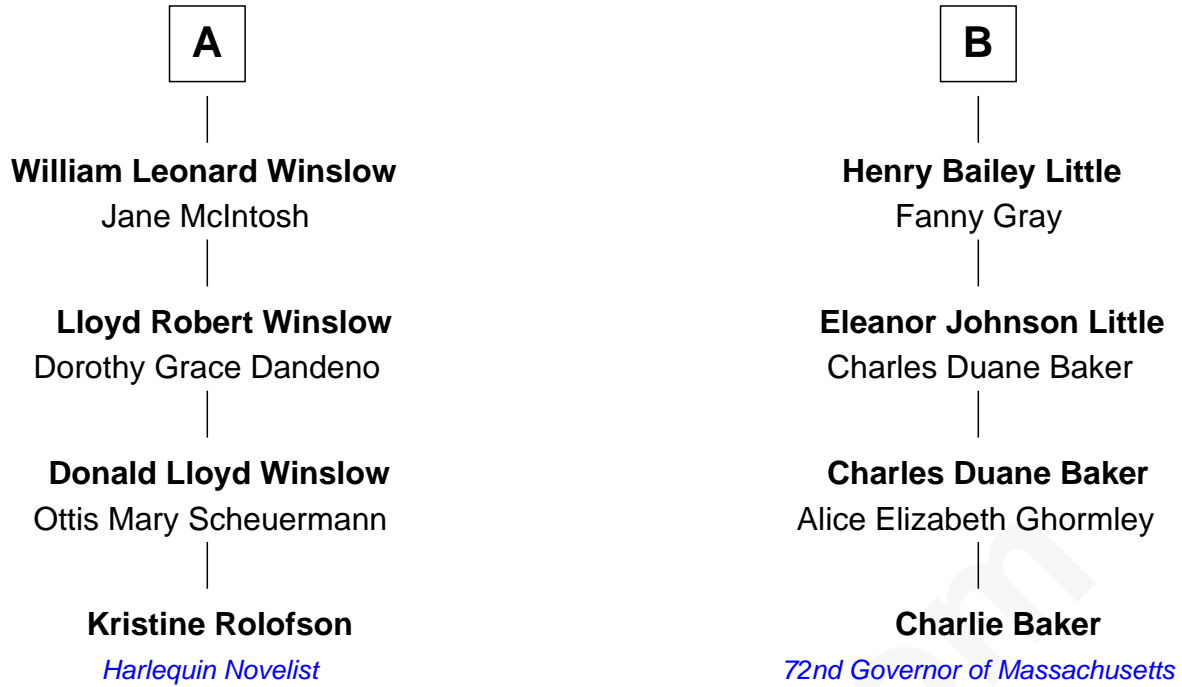 A
William Leonard Winslow
Jane McIntosh
Lloyd Robert Winslow
Dorothy Grace Dandeno
Donald Lloyd Winslow
Ottis Mary Scheuermann
Kristine Rolofson
Harlequin Novelist
B
Henry Bailey Little
Fanny Gray
Eleanor Johnson Little
Charles Duane Baker
Charles Duane Baker
Alice Elizabeth Ghormley
Charlie Baker
72nd Governor of Massachusetts
om